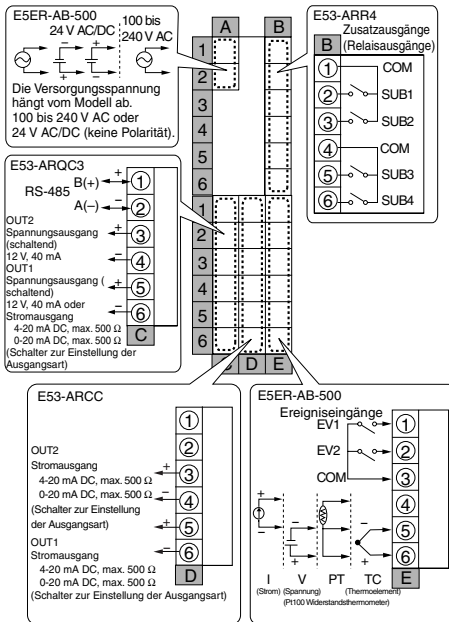 E5ER-AB-500
24 V AC/DC
100 bis
240 V AC
Die Versorgungsspannung
hängt vom Modell ab.
100 bis 240 V AC oder
24 V AC/DC (keine Polarität).
A
B
1
2
3
4
5
6
1
2
3
4
5
6
C
D
E
E53-ARR4
Zusatzausgänge
(Relaisausgänge)
B
1
COM
2
SUB1
3
SUB2
4
COM
5
SUB3
6
SUB4
E53-ARQC3
RS-485
B(+)
+
1
A(−)
−
2
OUT2
Spannungsausgang
(schaltend)
12 V, 40 mA
+
3
−
4
OUT1
Spannungsausgang (
schaltend)
12 V, 40 mA oder
Stromausgang
+
5
−
6
4-20 mA DC, max. 500 Ω
0-20 mA DC, max. 500 Ω
(Schalter zur Einstellung der
Ausgangsart)
C
E53-ARCC
1
2
OUT2
Stromausgang
+
3
4-20 mA DC, max. 500 Ω
0-20 mA DC, max. 500 Ω
−
4
(Schalter zur Einstellung
der Ausgangsart)
+
5
OUT1
−
6
Stromausgang
4-20 mA DC, max. 500 Ω
0-20 mA DC, max. 500 Ω
(Schalter zur Einstellung der Ausgangsart)
D
E5ER-AB-500
Ereigniseingänge
EV1
1
EV2
2
COM
3
4
5
6
+
−
+
−
−
+
I
V
PT
TC
(Strom)
(Spannung)
(Thermoelement)
(Pt100 Widerstandsthermometer)
E